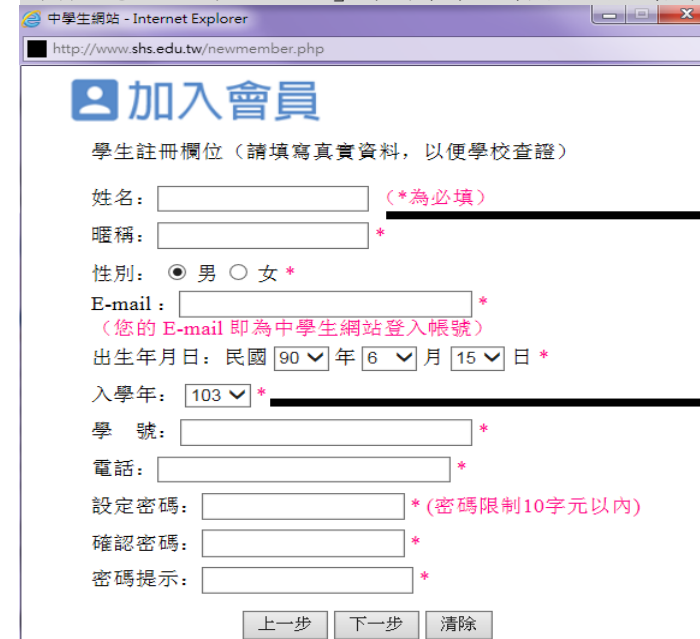 中學生網站 - Internet Explorer
http://www.shs.edu.tw/newmember.php
加入會員
學生註冊欄位（請填寫真實資料，以便學校查證）
姓名： （*為必填）
暱稱： *
性別： 男 女 *
E-mail： *
（您的 E-mail 即為中學生網站登入帳號）
出生年月日：民國 90 年 6 月 15 日 *
入學年： 103 *
學 號： *
電話： *
設定密碼： * (密碼限制10字元以內)
確認密碼： *
密碼提示： *
上一步 下一步 清除